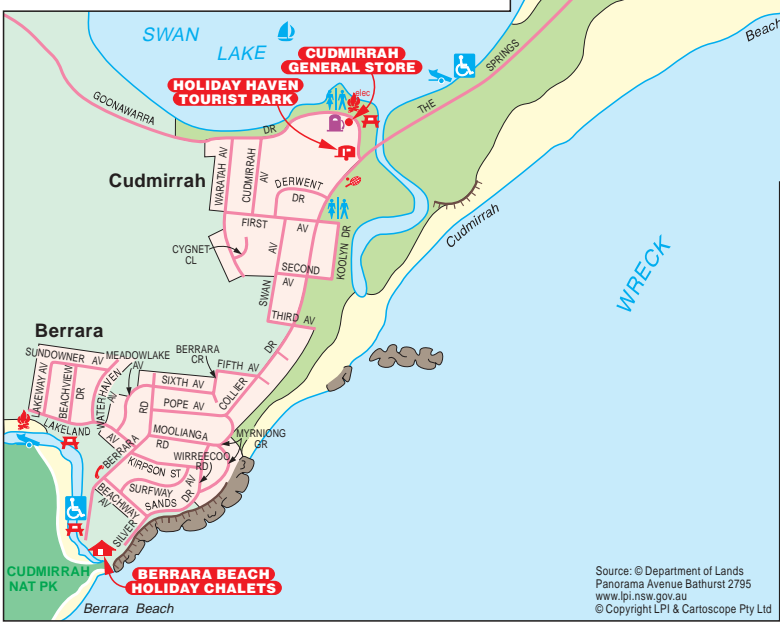 SWAN
LAKE
CUDMIRRAH
GENERAL STORE
HOLIDAY HAVEN
TOURIST PARK
elec
Beach
GOONAWARRA
DR
THE
SPRINGS
Cudmirrah
WARATAH AV
CUDMIRRAH
AV
DERWENT
DR
FIRST
AV
CYGNET
CL
AV
SECOND
AV
KOOLYN DR
SWAN
THIRD AV
Cudmirrah
WRECK
Berrara
SUNDOWNER AV
MEADOWLAKE
AV
BERRARA
CR
FIFTH AV
DR
COLLIER
LAKEWAY AV
BEACHVIEW
DR
WATERHAVEN
AV
SIXTH AV
RD
POPE AV
LAKELAND
AV
MOOLIANGA
RD
MYRNIONG
GR
BERRARA
WIRREECOO
RD
KIRPSON ST
BEACHWAY
AV
SURFWAY
AV
SANDS
DR
SILVER
CUDMIRRAH
NAT PK
BERRARA BEACH
HOLIDAY CHALETS
Berrara Beach
Source: © Department of Lands
Panorama Avenue Bathurst 2795
www.lpi.nsw.gov.au
© Copyright LPI & Cartoscope Pty Ltd